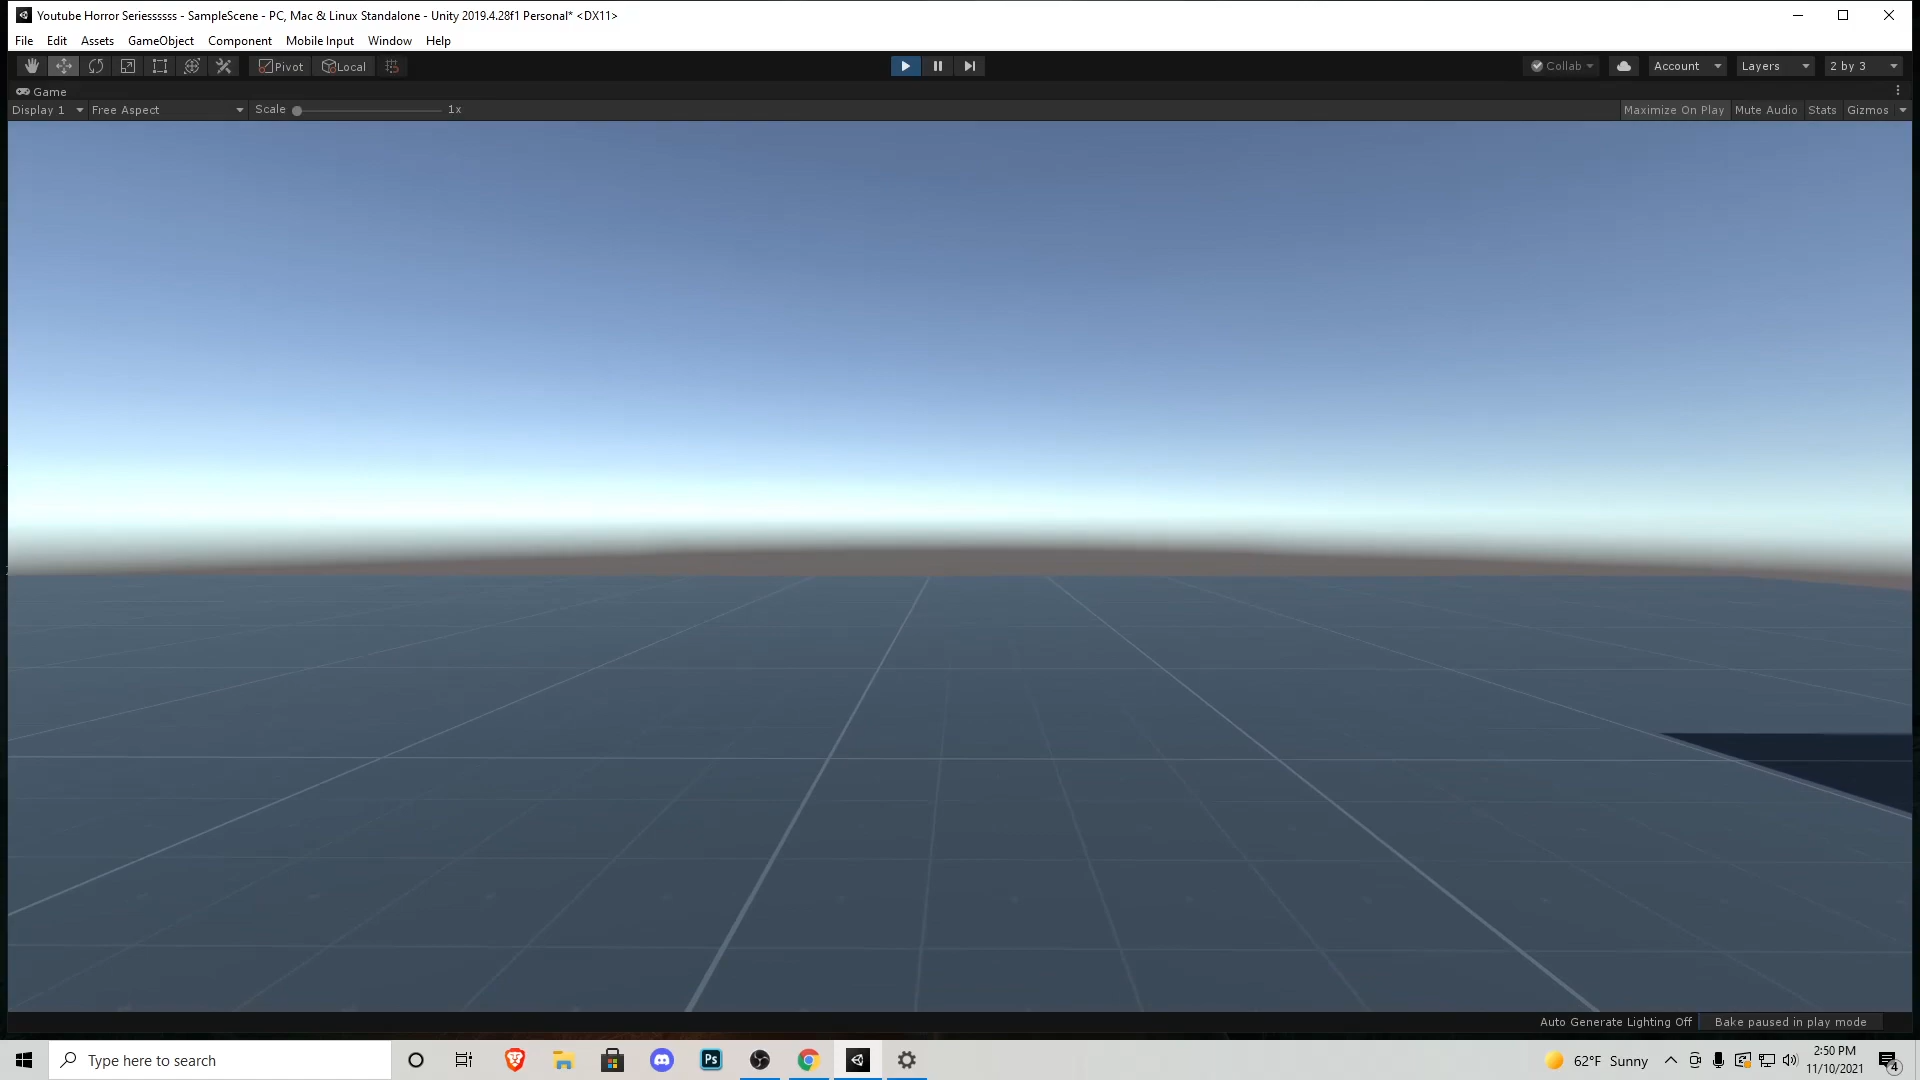 Youtube Horror Seriessssss - SampleScene - PC, Mac & Linux Standalone - Unity 2019.4.28f1 Personal* <DX11>
File Edit Assets GameObject Component Mobile Input Window Help
Pivot Local Collab Account Layers 2 by 3
Game
Display 1 Free Aspect Scale 1x Maximize On Play Mute Audio Stats Gizmos
Auto Generate Lighting Off Bake paused in play mode
Type here to search Ps 62°F Sunny 2:50 PM
11/10/2021 4